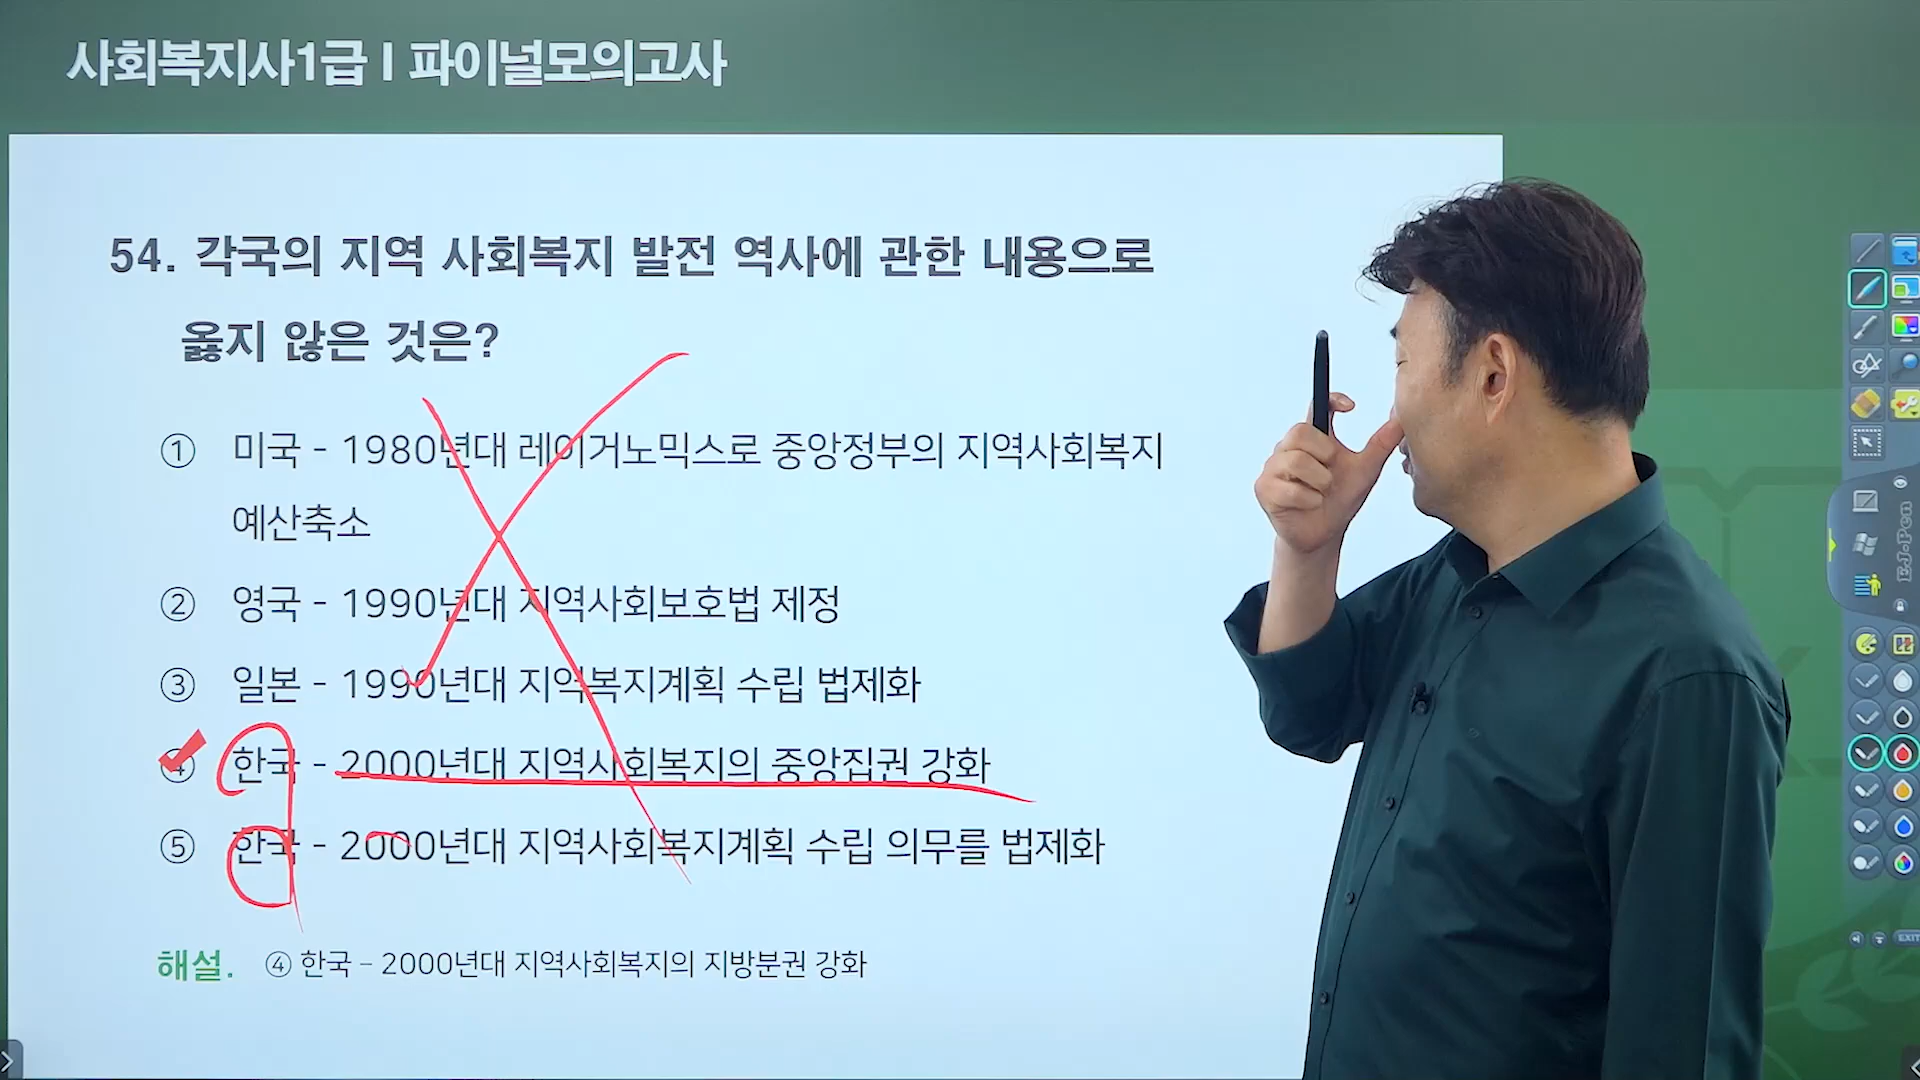 사회복지사1급 I 파이널모의고사
54. 각국의 지역 사회복지 발전 역사에 관한 내용으로
옳지 않은 것은?
① 미국 - 1980년대 레이거노믹스로 중앙정부의 지역사회복지
예산축소
② 영국 - 1990년대 지역사회보호법 제정
③ 일본 - 1990년대 지역복지계획 수립 법제화
④ 한국 - 2000년대 지역사회복지의 중앙집권 강화
⑤ 한국 - 2000년대 지역사회복지계획 수립 의무를 법제화
해설. ④ 한국 - 2000년대 지역사회복지의 지방분권 강화
EJ-Pen
EXIT